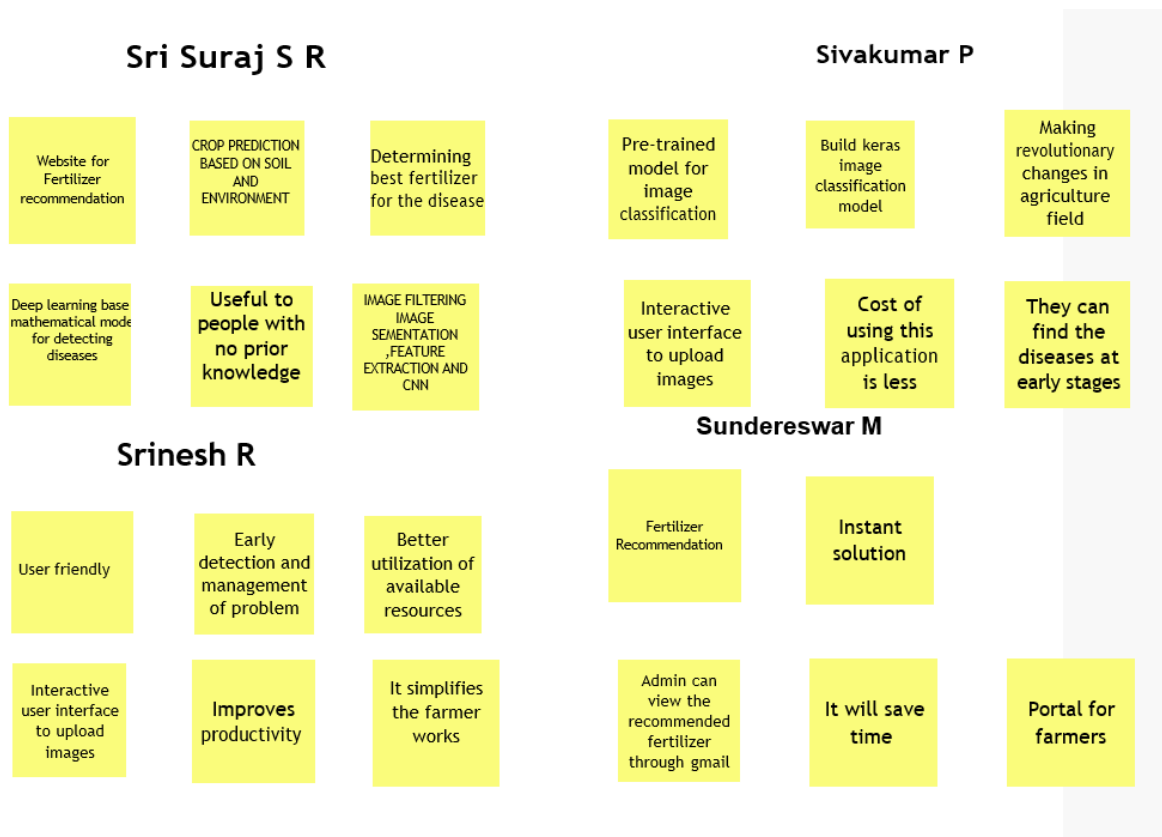 Sri Suraj S R
Website for
Fertilizer
recommendation
CROP PREDICTION
BASED ON SOIL
AND
ENVIRONMENT
Determining
best fertilizer
for the disease
Deep learning base
mathematical mode
for detecting
diseases
Useful to
people with
no prior
knowledge
IMAGE FILTERING
IMAGE
SEMENTATION
,FEATURE
EXTRACTION AND
CNN
Sivakumar P
Pre-trained
model for
image
classification
Build keras
image
classification
model
Making
revolutionary
changes in
agriculture
field
Interactive
user interface
to upload
images
Cost of
using this
application
is less
They can
find the
diseases at
early stages
Srinesh R
User friendly
Early
detection and
management
of problem
Better
utilization of
available
resources
Interactive
user interface
to upload
images
Improves
productivity
It simplifies
the farmer
works
Sundereswar M
Fertilizer
Recommendation
Instant
solution
Admin can
view the
recommended
fertilizer
through gmail
It will save
time
Portal for
farmers